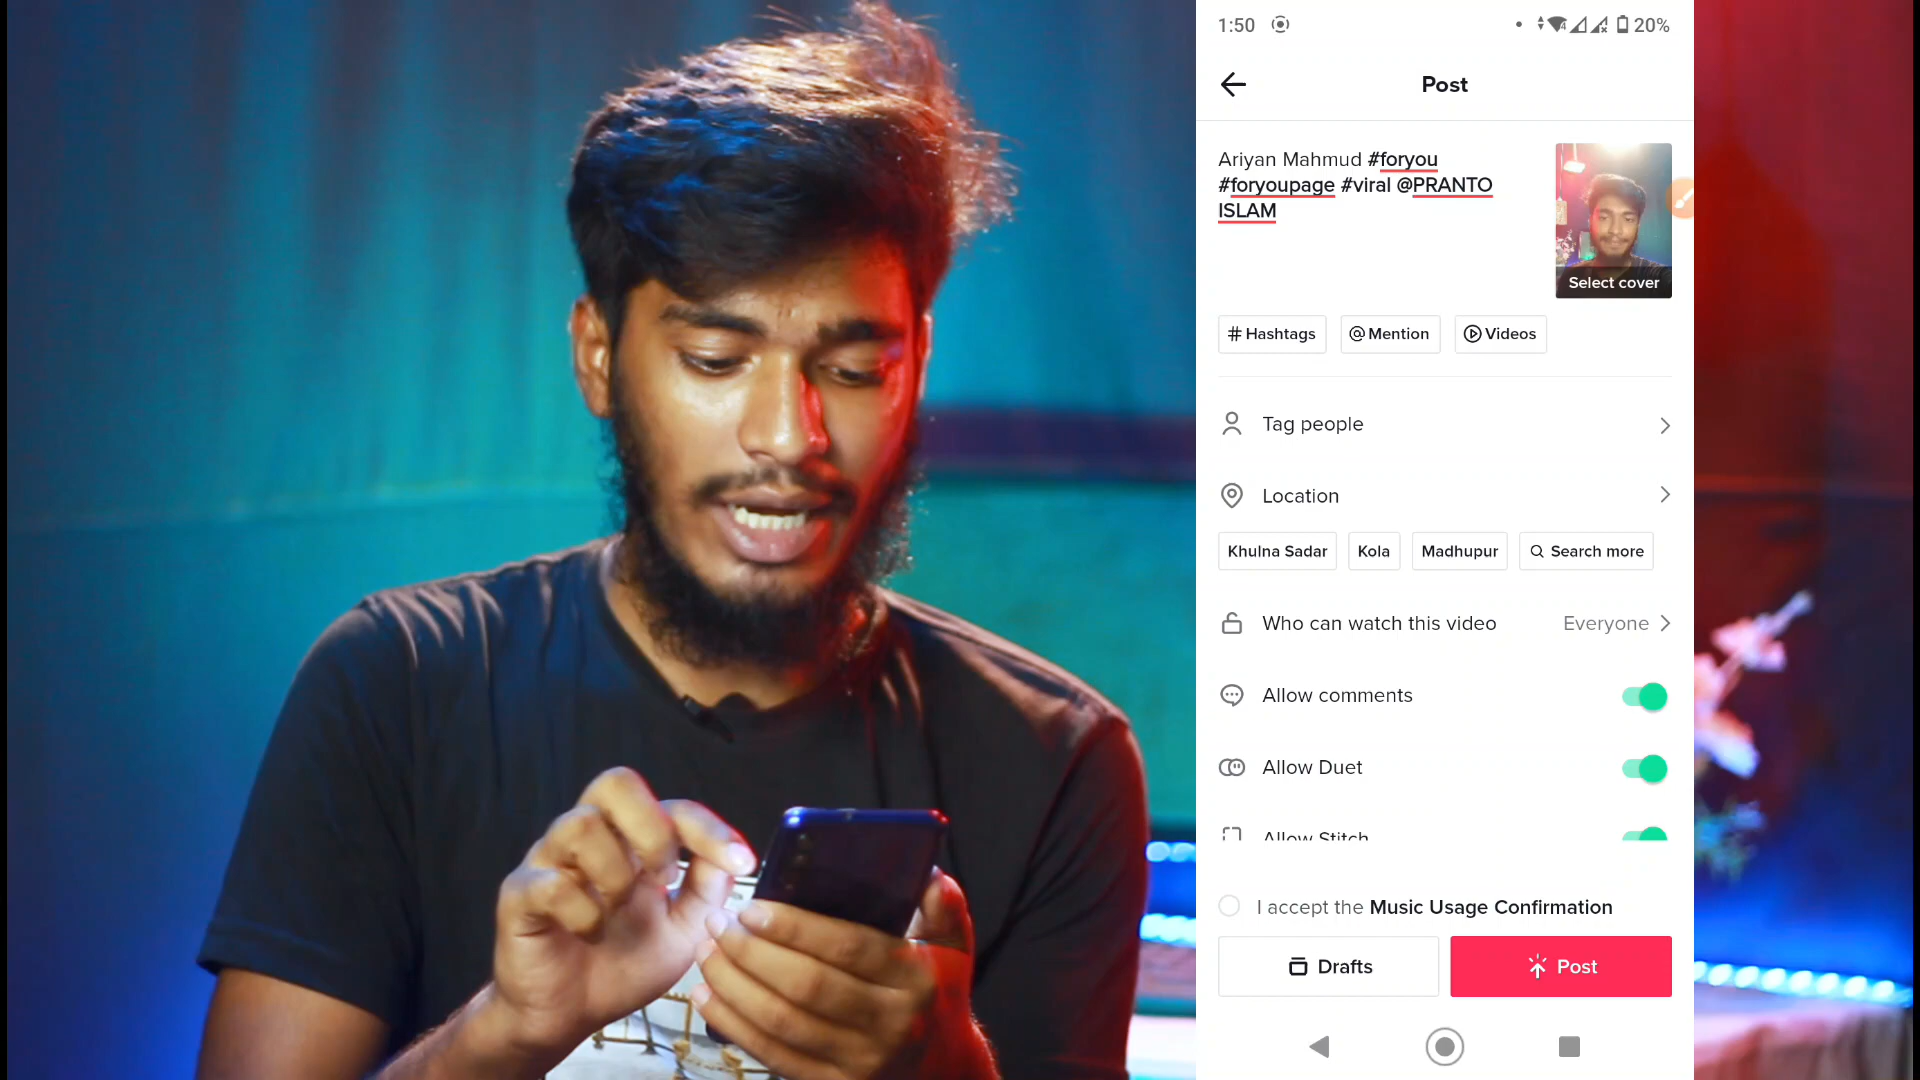 1:50
20%
Post
Ariyan Mahmud #foryou
#foryoupage #viral @PRANTO
ISLAM
Select cover
# Hashtags
@ Mention
Videos
Tag people
Location
Khulna Sadar
Kola
Madhupur
Search more
Who can watch this video
Everyone
Allow comments
Allow Duet
Allow Stitch
I accept the Music Usage Confirmation
Drafts
Post